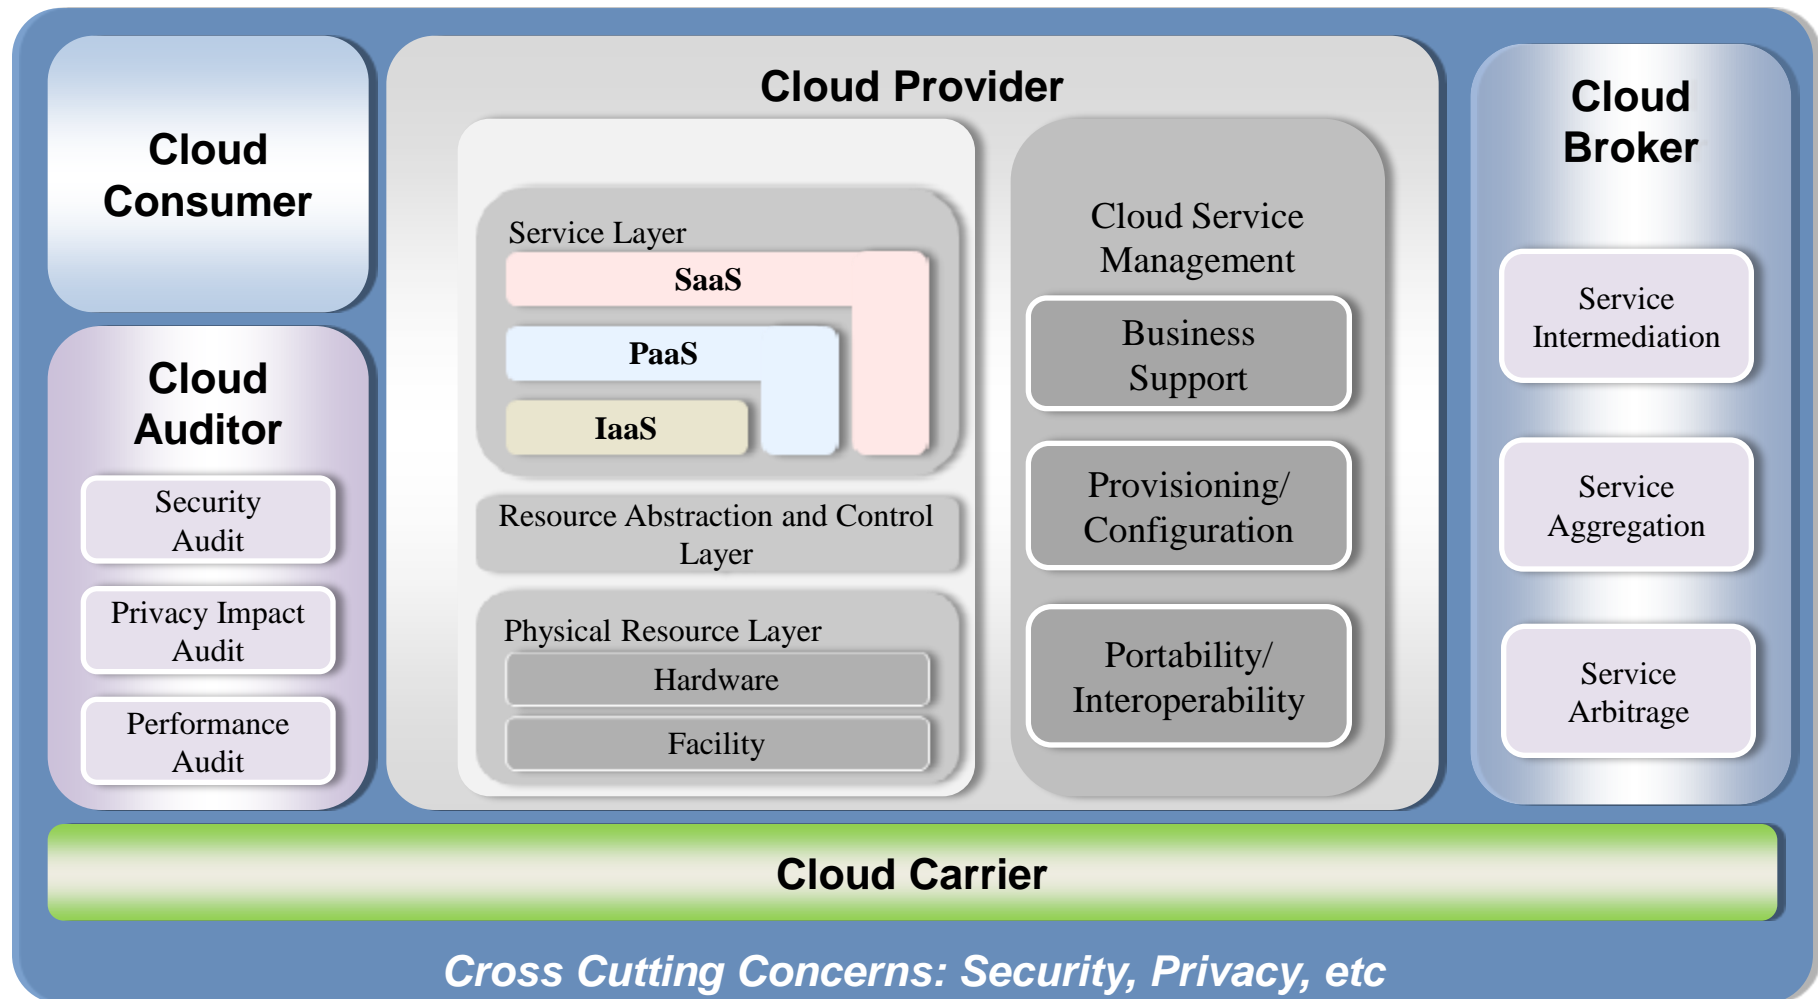 Cloud
Consumer
Cloud
Auditor
Security
Audit
Privacy Impact
Audit
Performance
Audit
Cloud Provider
Service Layer
SaaS
PaaS
IaaS
Resource Abstraction and Control
Layer
Physical Resource Layer
Hardware
Facility
Cloud Service
Management
Business
Support
Provisioning/
Configuration
Portability/
Interoperability
Cloud
Broker
Service
Intermediation
Service
Aggregation
Service
Arbitrage
Cloud Carrier
Cross Cutting Concerns: Security, Privacy, etc